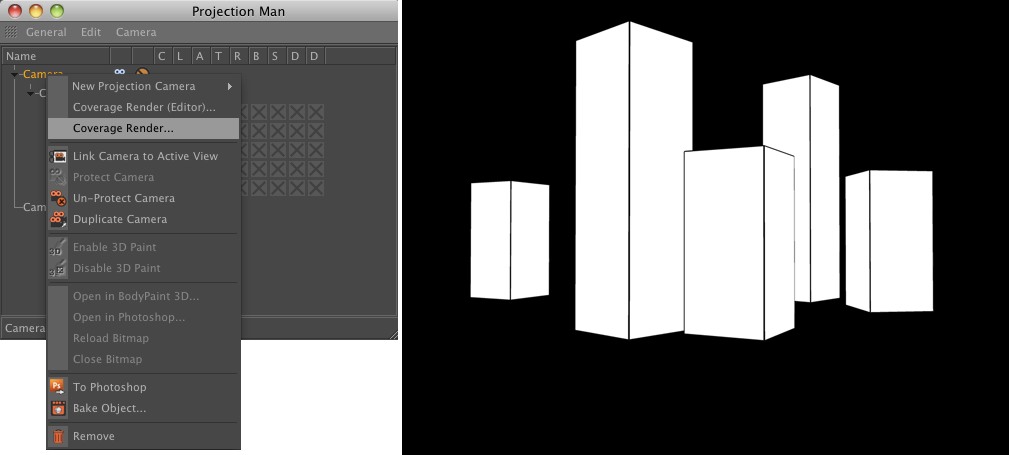 Projection Man
General Edit Camera
Name C L A T R B S D D
Camera
C
New Projection Camera
Coverage Render (Editor)...
Coverage Render...
Link Camera to Active View
Protect Camera
Un-Protect Camera
Cam
Duplicate Camera
Enable 3D Paint
Disable 3D Paint
Open in BodyPaint 3D...
Open in Photoshop...
Camera
Reload Bitmap
Close Bitmap
To Photoshop
Bake Object...
Remove